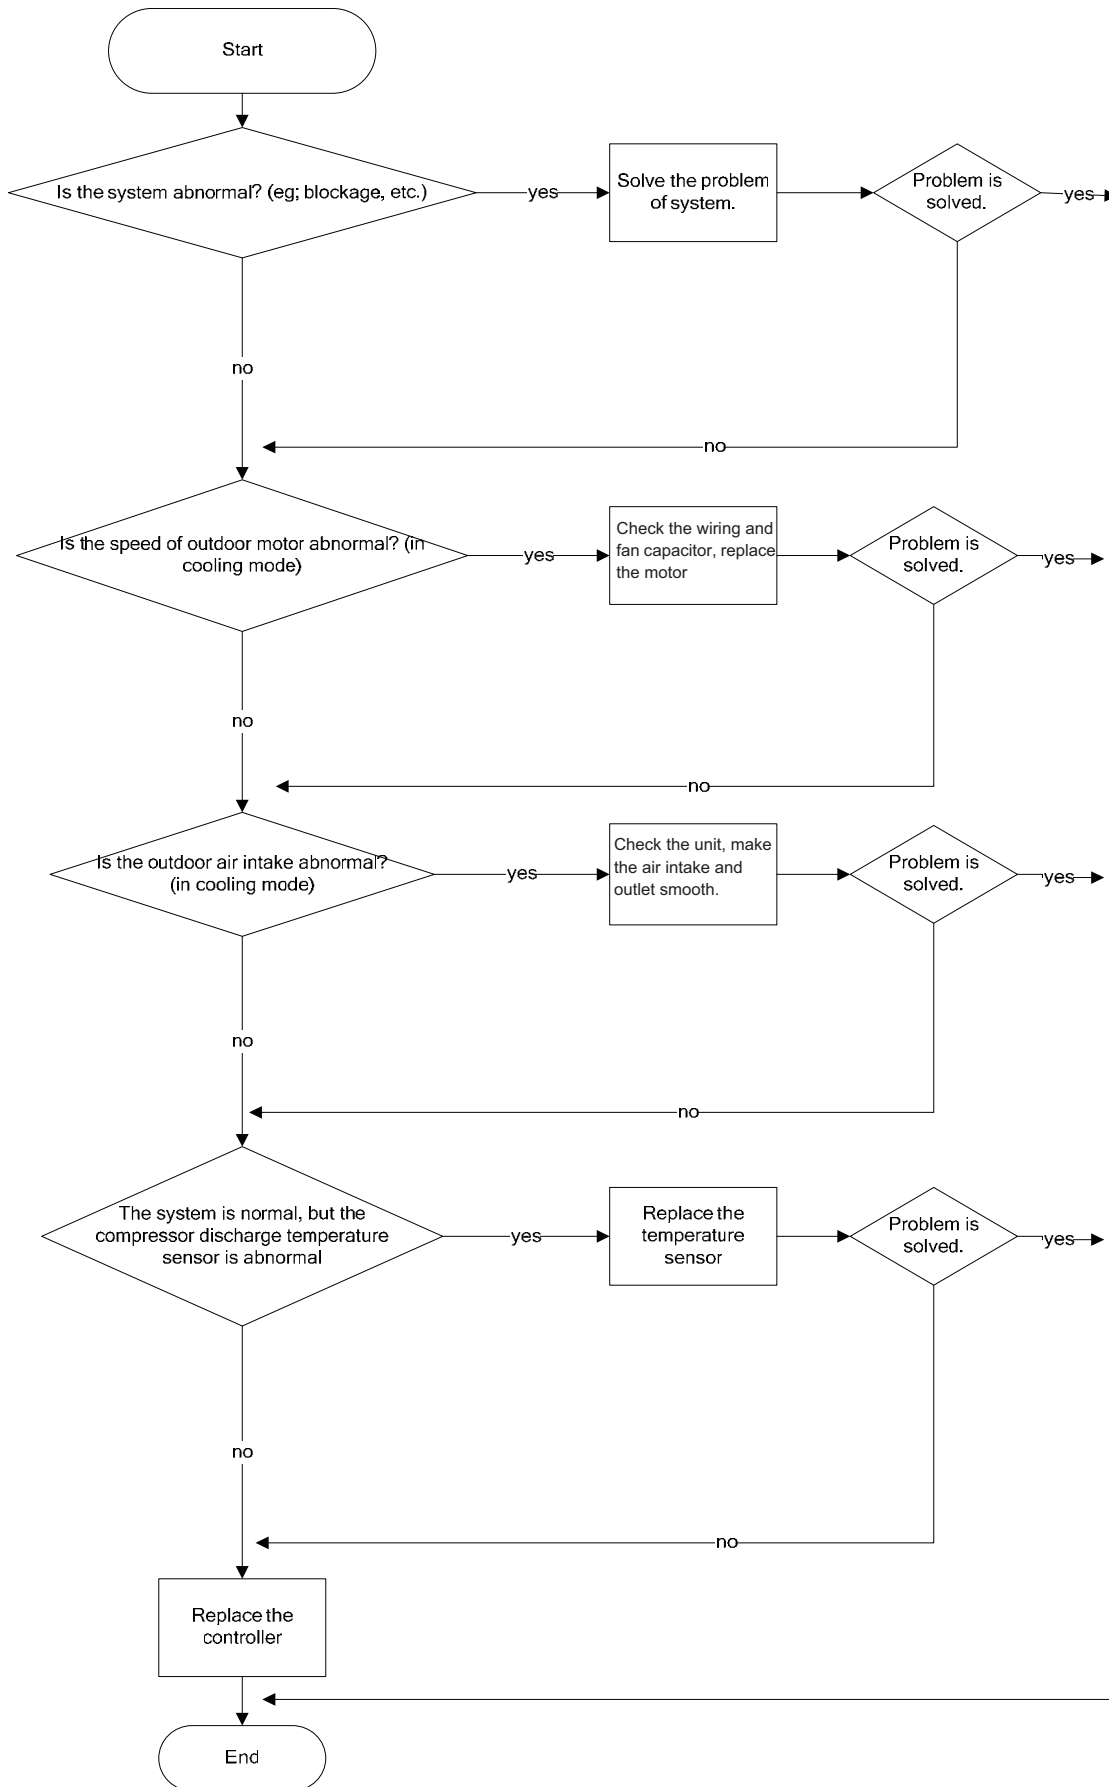 Start
Is the system abnormal? (eg; blockage, etc.)
yes
Solve the problem
of system.
Problem is
solved.
yes
no
no
Is the speed of outdoor motor abnormal? (in
cooling mode)
yes
Check the wiring and
fan capacitor, replace
the motor
Problem is
solved.
yes
no
no
Is the outdoor air intake abnormal?
(in cooling mode)
yes
Check the unit, make
the air intake and
outlet smooth.
Problem is
solved.
yes
no
no
The system is normal, but the
compressor discharge temperature
sensor is abnormal
yes
Replace the
temperature
sensor
Problem is
solved.
yes
no
no
Replace the
controller
End